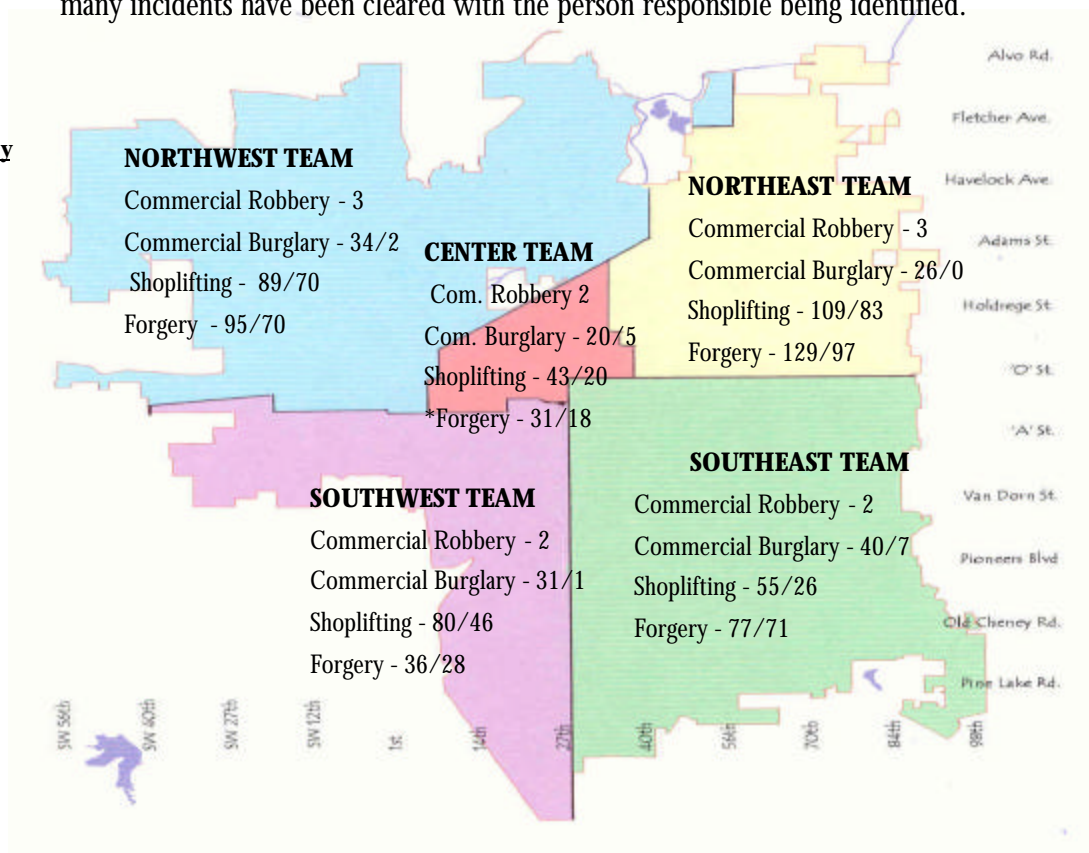 many incidents have been cleared with the person responsible being identified.
y
NORTHWEST TEAM
Commercial Robbery - 3
Commercial Burglary - 34/2
Shoplifting - 89/70
Forgery - 95/70
CENTER TEAM
Com. Robbery 2
Com. Burglary - 20/5
Shoplifting - 43/20
*Forgery - 31/18
NORTHEAST TEAM
Commercial Robbery - 3
Commercial Burglary - 26/0
Shoplifting - 109/83
Forgery - 129/97
SOUTHWEST TEAM
Commercial Robbery - 2
Commercial Burglary - 31/1
Shoplifting - 80/46
Forgery - 36/28
SOUTHEAST TEAM
Commercial Robbery - 2
Commercial Burglary - 40/7
Shoplifting - 55/26
Forgery - 77/71
Alvo Rd.
Fletcher Ave.
Havelock Ave.
Adams St.
Holdrege St.
'O' St.
'A' St.
Van Dorn St.
Pioneers Blvd
Old Cheney Rd.
Pine Lake Rd.
SW 56th
SW 40th
SW 27th
SW 12th
1st
14th
27th
40th
56th
70th
84th
98th